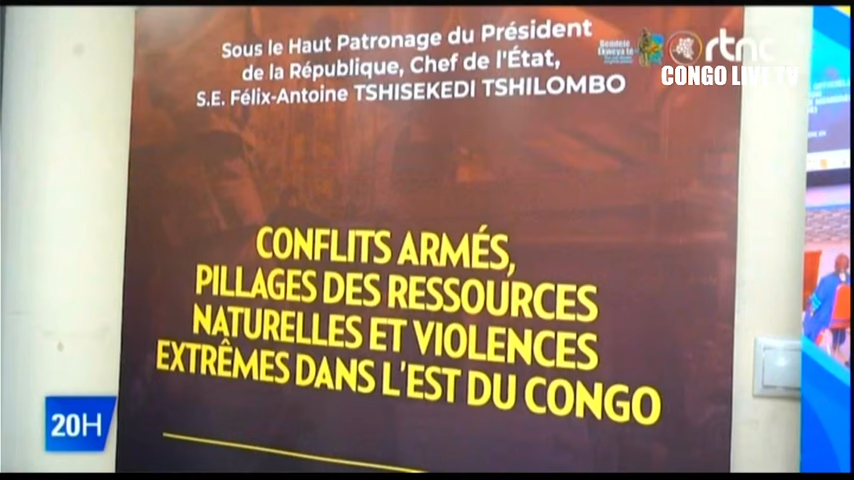 Sous le Haut Patronage du Président
de la République, Chef de l'État,
S.E. Félix-Antoine TSHISEKEDI TSHILOMBO
rtnc
CONGO LIVE TV
CONFLITS ARMÉS,
PILLAGES DES RESSOURCES
NATURELLES ET VIOLENCES
EXTRÊMES DANS L'EST DU CONGO
20H